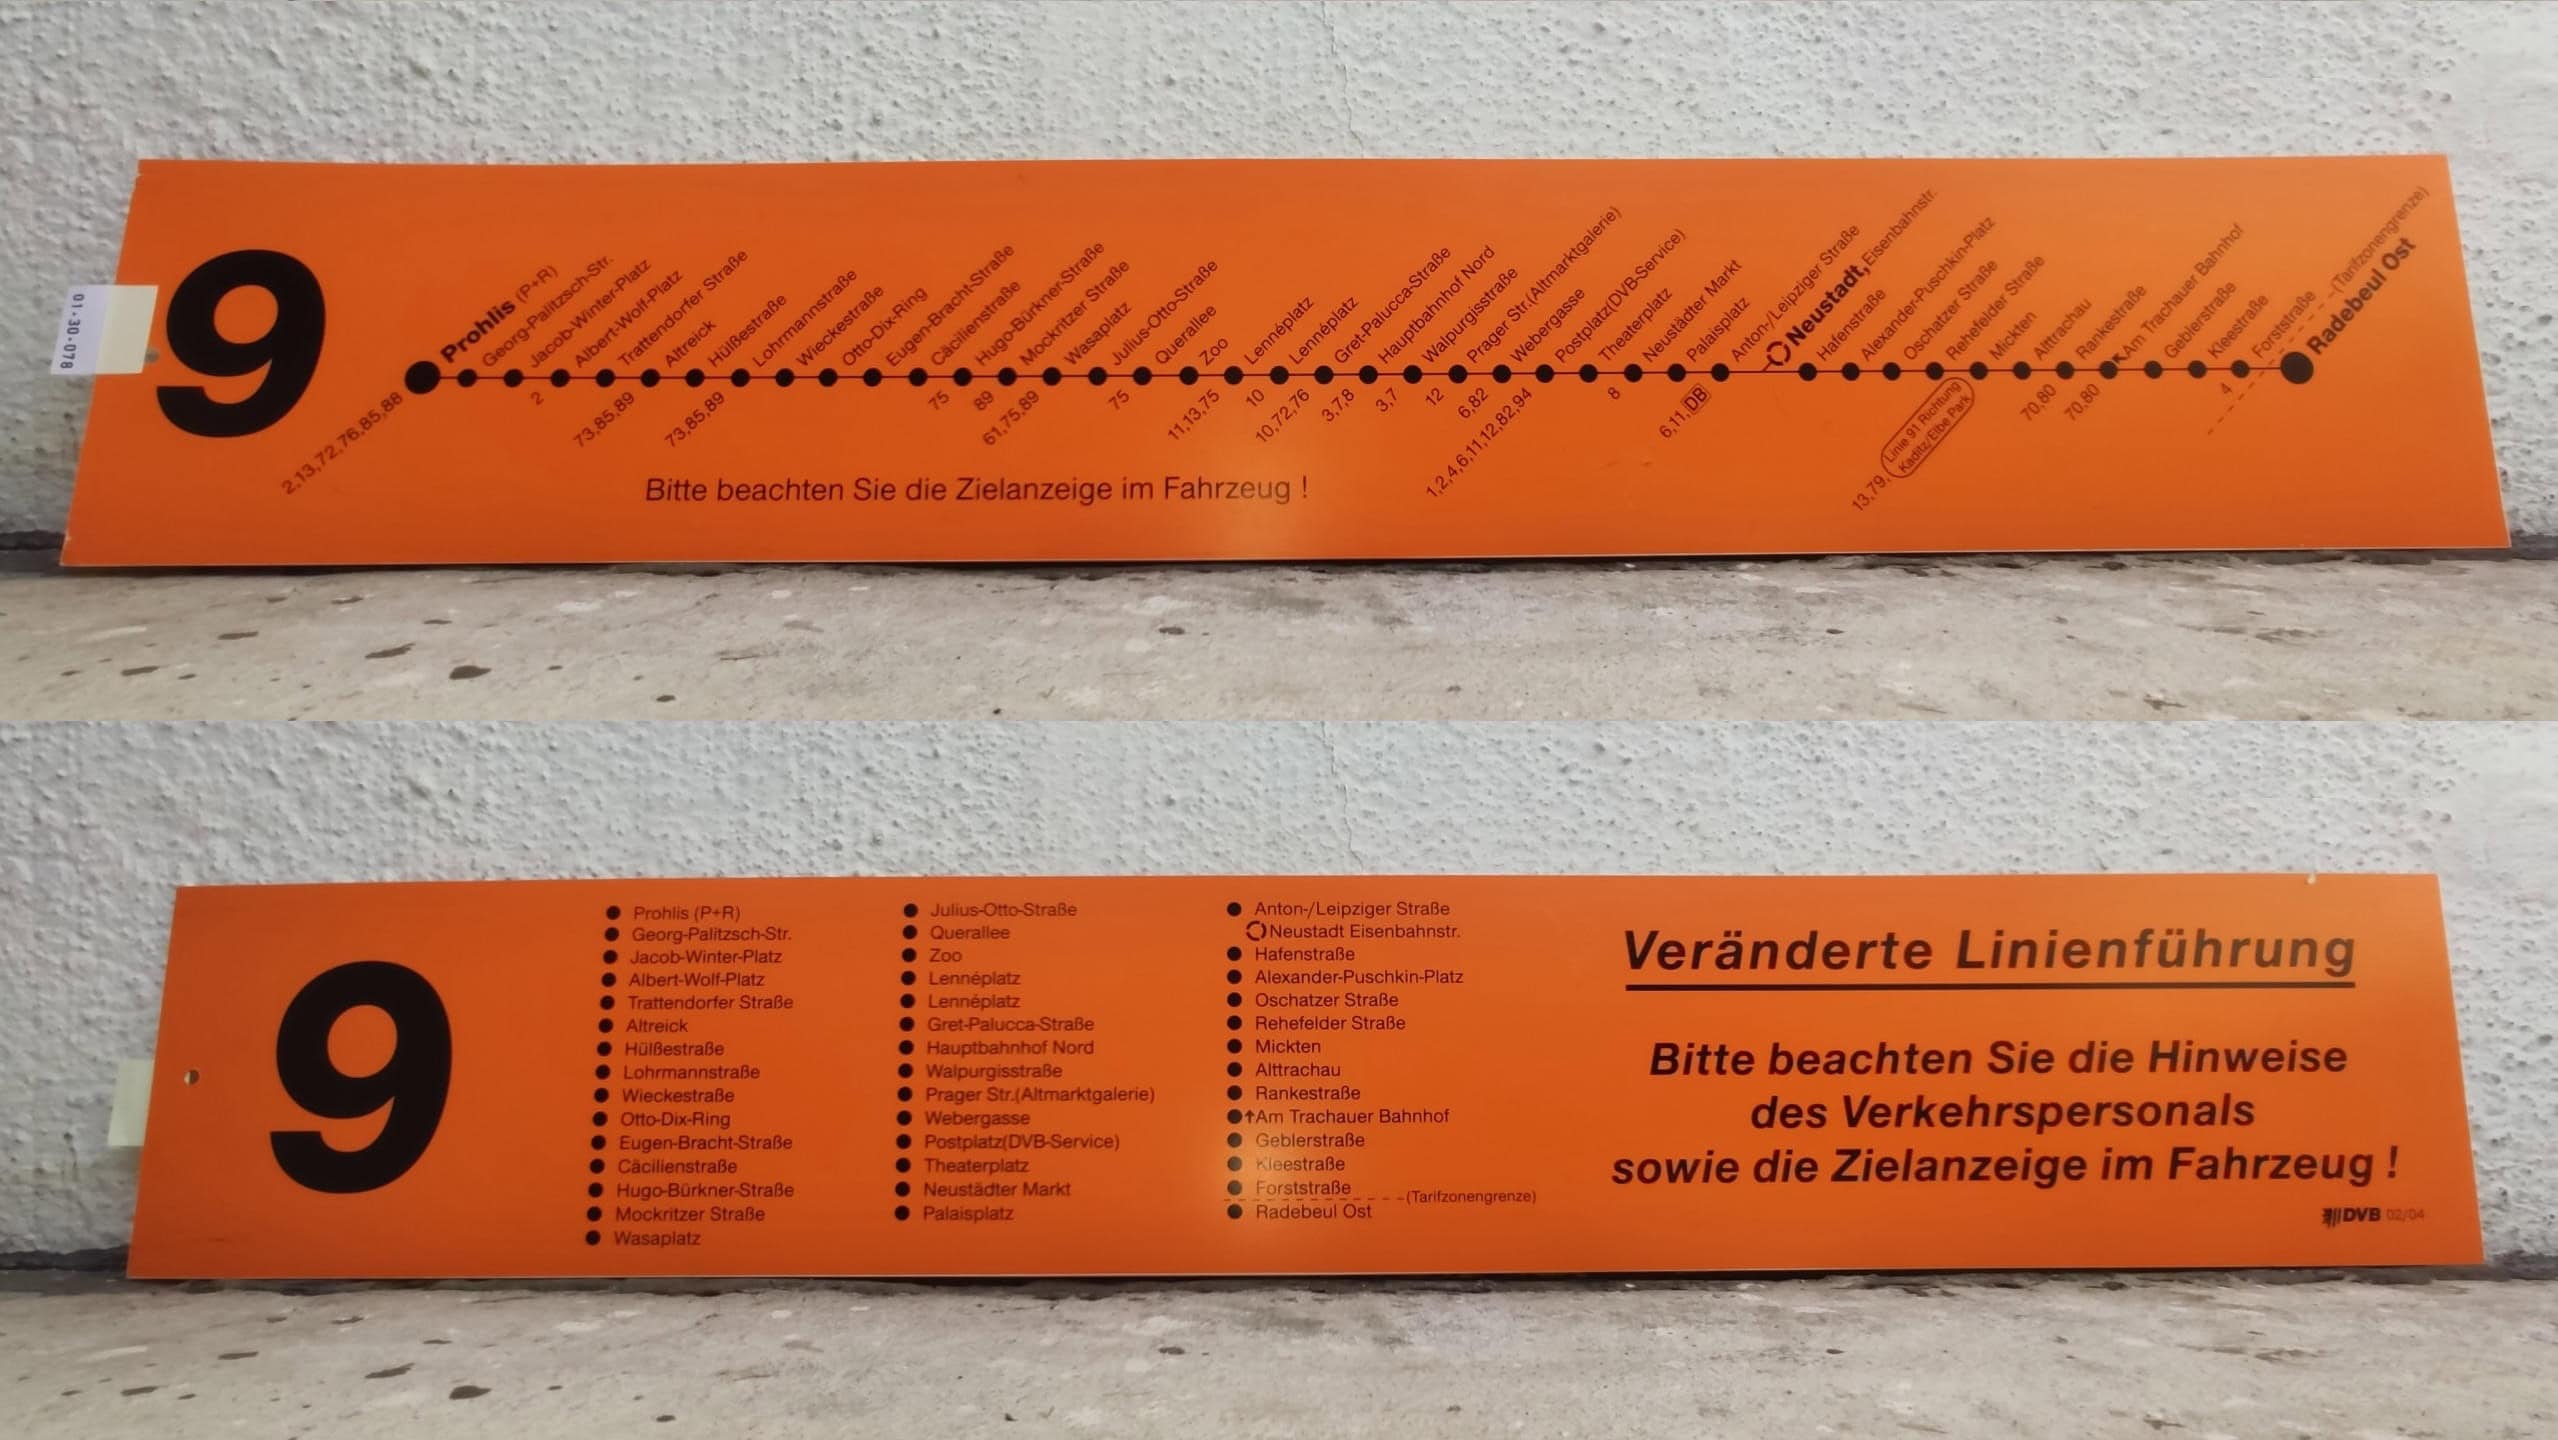 01-30-078
9
Prohlis (P+R)
Georg-Palitzsch-Str.
Jacob-Winter-Platz
Albert-Wolf-Platz
Trattendorfer Straße
Altreick
Hülßestraße
Lohrmannstraße
Wieckestraße
Otto-Dix-Ring
Eugen-Bracht-Straße
Cäcilienstraße
Hugo-Bürkner-Straße
Mockritzer Straße
Wasaplatz
Julius-Otto-Straße
Querallee
Zoo
Lennéplatz
Lennéplatz
Gret-Palucca-Straße
Hauptbahnhof Nord
Walpurgisstraße
Prager Str.(Altmarktgalerie)
Webergasse
Postplatz(DVB-Service)
Theaterplatz
Neustädter Markt
Palaisplatz
Anton-/Leipziger Straße
Neustadt, Eisenbahnstr.
Hafenstraße
Alexander-Puschkin-Platz
Oschatzer Straße
Rehefelder Straße
Mickten
Alttrachau
Rankestraße
Am Trachauer Bahnhof
Geblerstraße
Kleestraße
Forststraße
(Tarifzonengrenze)
Radebeul Ost
2,13,72,76,85,88
2
73,85,89
73,85,89
75
89
61,75,89
75
11,13,75
10
10,72,76
3,7,8
3,7
12
6,82
1,2,4,6,11,12,82,94
8
6,11,DB
13,79,
Linie 91 Richtung
Kaditz/Elbe Park
70,80
70,80
4
Bitte beachten Sie die Zielanzeige im Fahrzeug !
9
Prohlis (P+R)
Georg-Palitzsch-Str.
Jacob-Winter-Platz
Albert-Wolf-Platz
Trattendorfer Straße
Altreick
Hülßestraße
Lohrmannstraße
Wieckestraße
Otto-Dix-Ring
Eugen-Bracht-Straße
Cäcilienstraße
Hugo-Bürkner-Straße
Mockritzer Straße
Wasaplatz
Julius-Otto-Straße
Querallee
Zoo
Lennéplatz
Lennéplatz
Gret-Palucca-Straße
Hauptbahnhof Nord
Walpurgisstraße
Prager Str.(Altmarktgalerie)
Webergasse
Postplatz(DVB-Service)
Theaterplatz
Neustädter Markt
Palaisplatz
Anton-/Leipziger Straße
Neustadt Eisenbahnstr.
Hafenstraße
Alexander-Puschkin-Platz
Oschatzer Straße
Rehefelder Straße
Mickten
Alttrachau
Rankestraße
Am Trachauer Bahnhof
Geblerstraße
Kleestraße
Forststraße
(Tarifzonengrenze)
Radebeul Ost
Veränderte Linienführung
Bitte beachten Sie die Hinweise
des Verkehrspersonals
sowie die Zielanzeige im Fahrzeug !
DVB 02/04